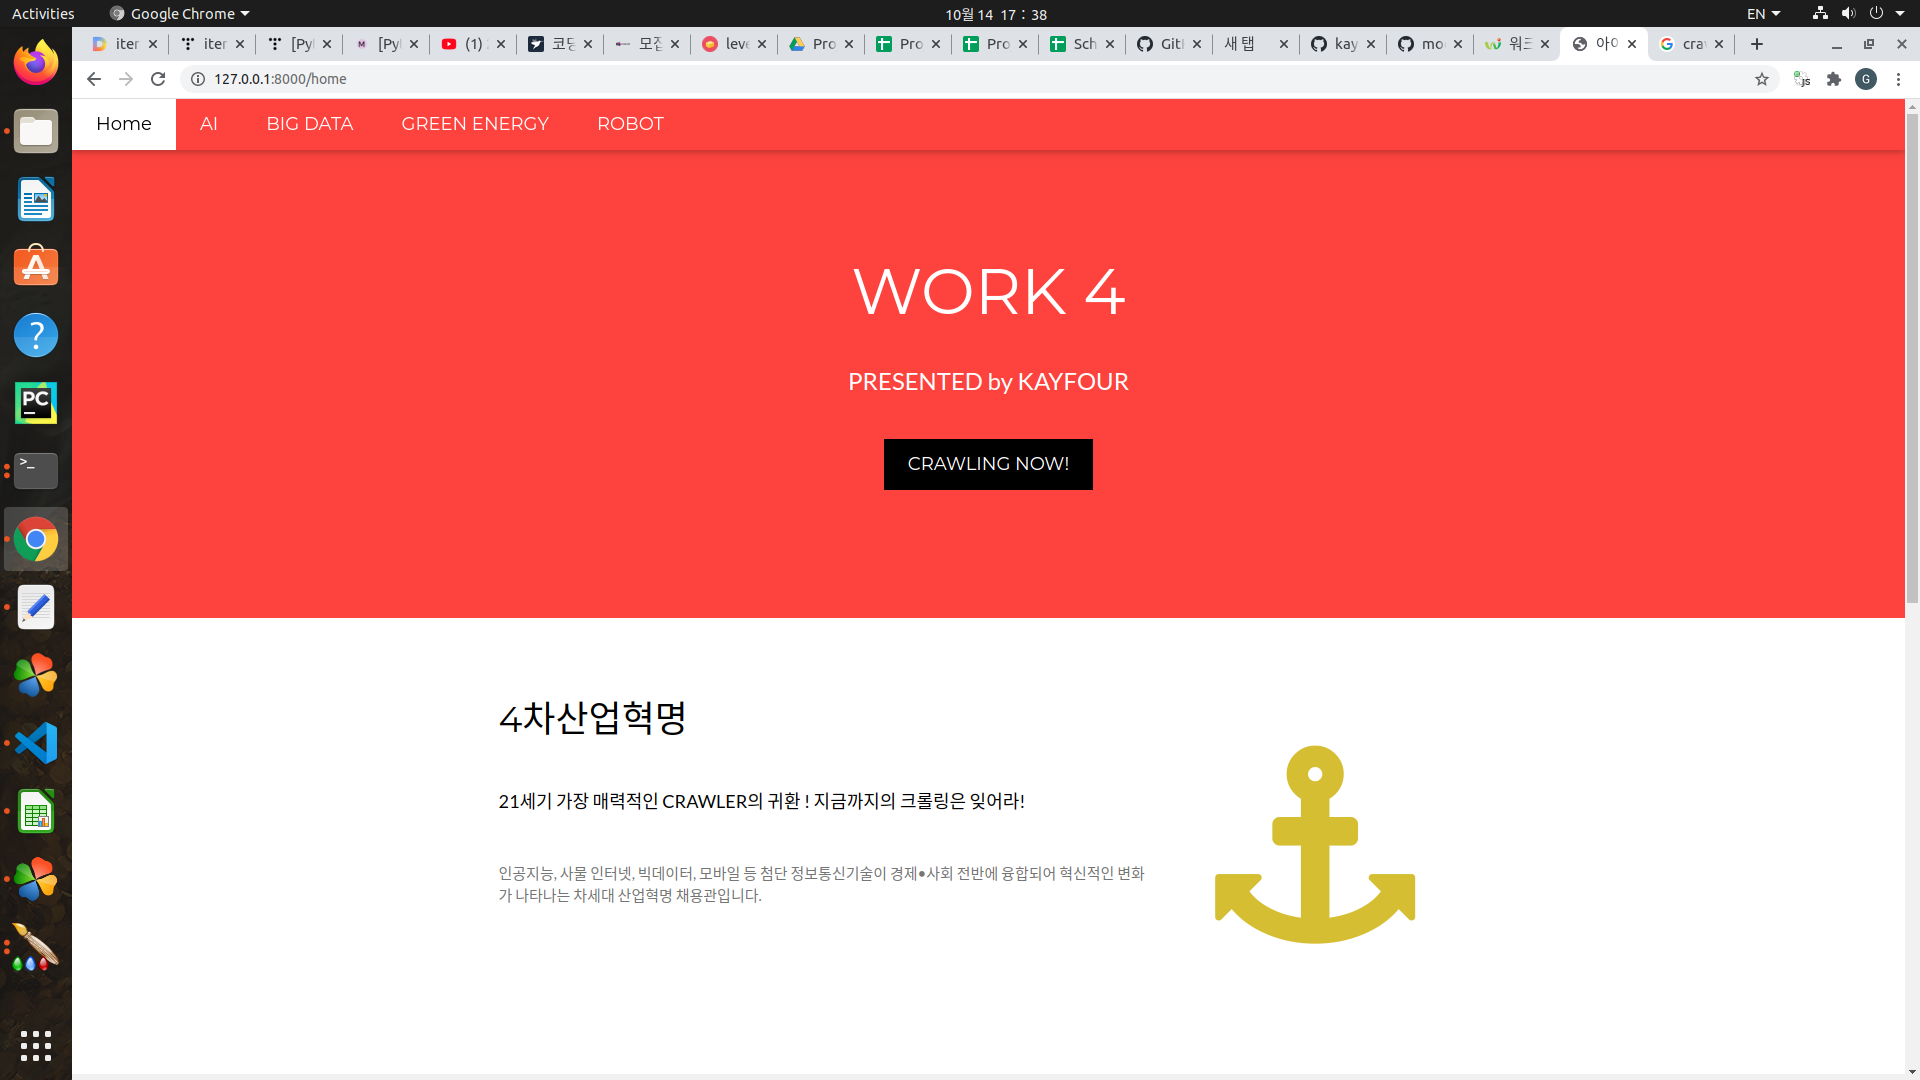 Activities
Google Chrome
10월 14 17 : 38
EN
iter
iter
[Py
[Py
(1)
코딩
모집
leve
Pro
Pro
Pro
Sch
Git
새 탭
kay
mo
워크
아이
cra
127.0.0.1:8000/home
JS
G
Home
AI
BIG DATA
GREEN ENERGY
ROBOT
WORK 4
PRESENTED by KAYFOUR
CRAWLING NOW!
4차산업혁명
21세기 가장 매력적인 CRAWLER의 귀환 ! 지금까지의 크롤링은 잊어라!
인공지능, 사물 인터넷, 빅데이터, 모바일 등 첨단 정보통신기술이 경제•사회 전반에 융합되어 혁신적인 변화
가 나타나는 차세대 산업혁명 채용관입니다.
PC